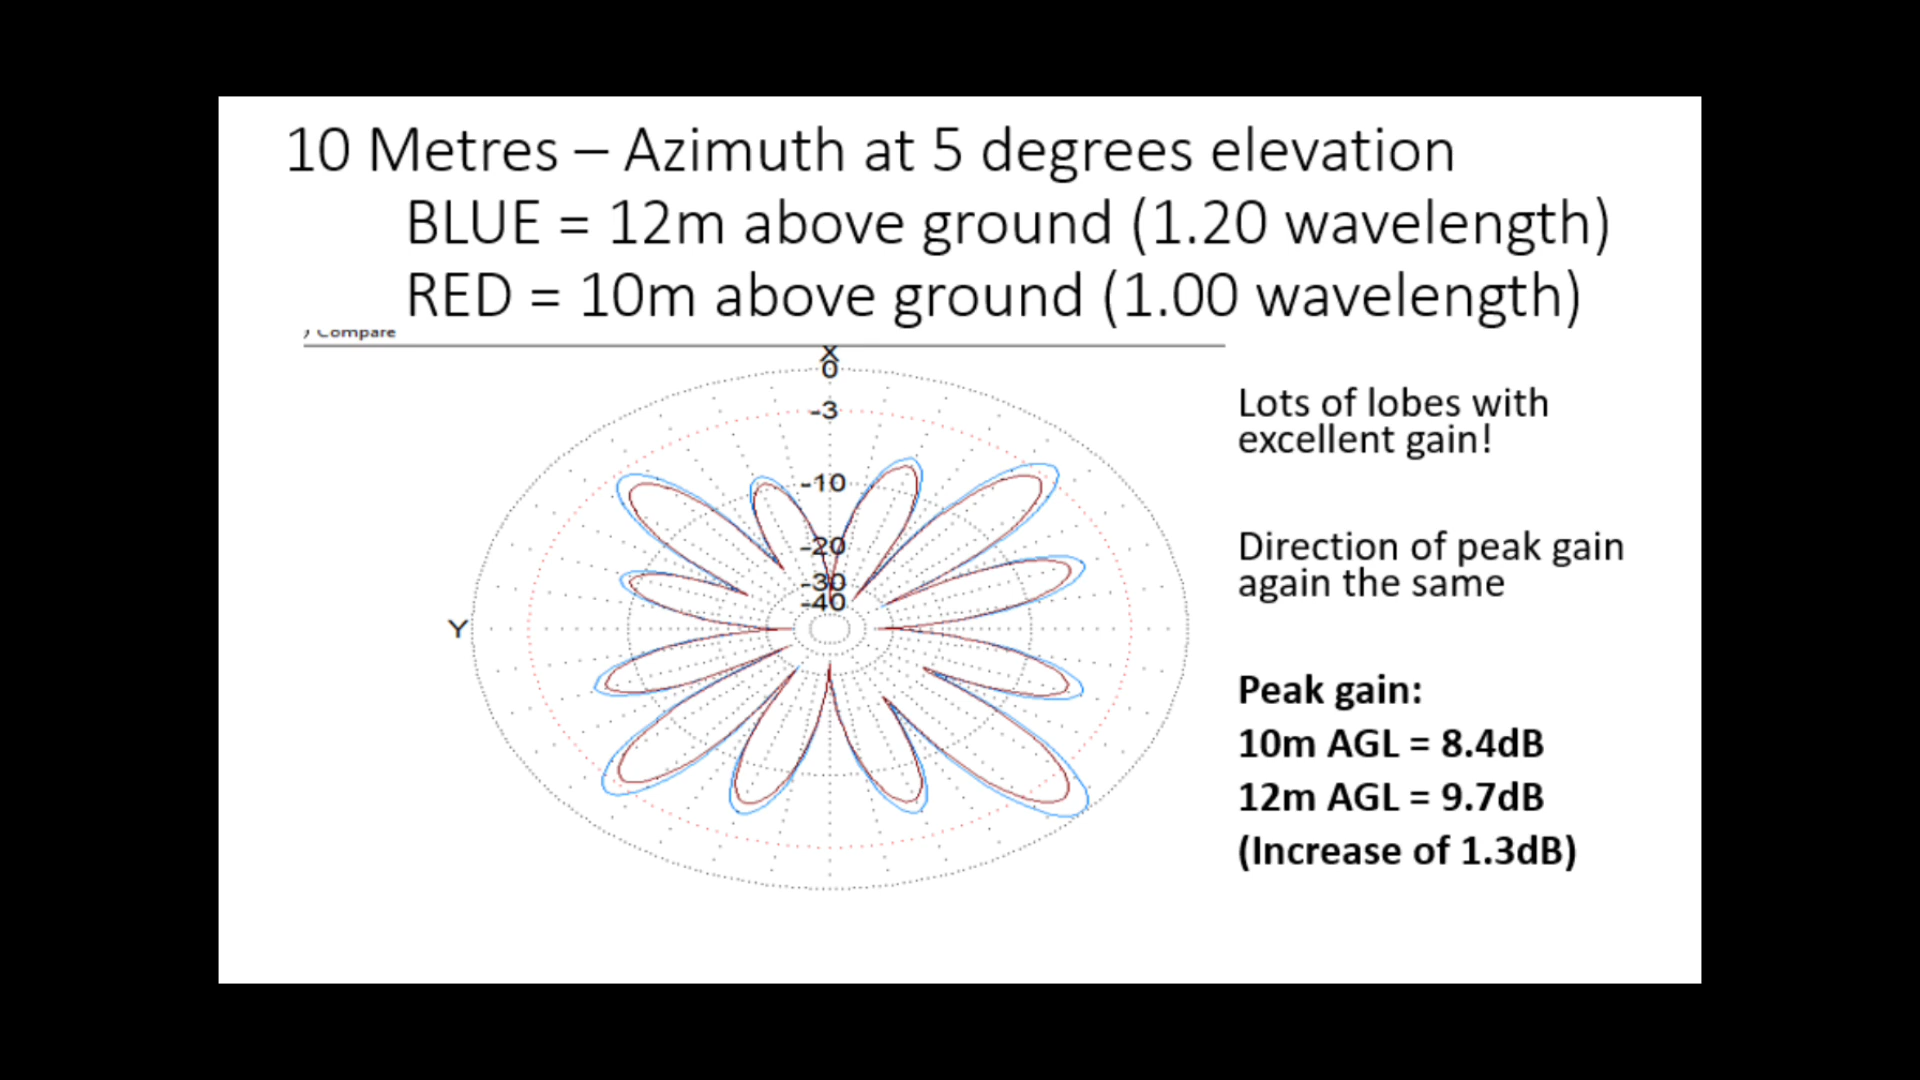 10 Metres – Azimuth at 5 degrees elevation
BLUE = 12m above ground (1.20 wavelength)
RED = 10m above ground (1.00 wavelength)
) Compare
X
0
-3
-10
-20
-30
-40
Y
Lots of lobes with
excellent gain!
Direction of peak gain
again the same
Peak gain:
10m AGL = 8.4dB
12m AGL = 9.7dB
(Increase of 1.3dB)